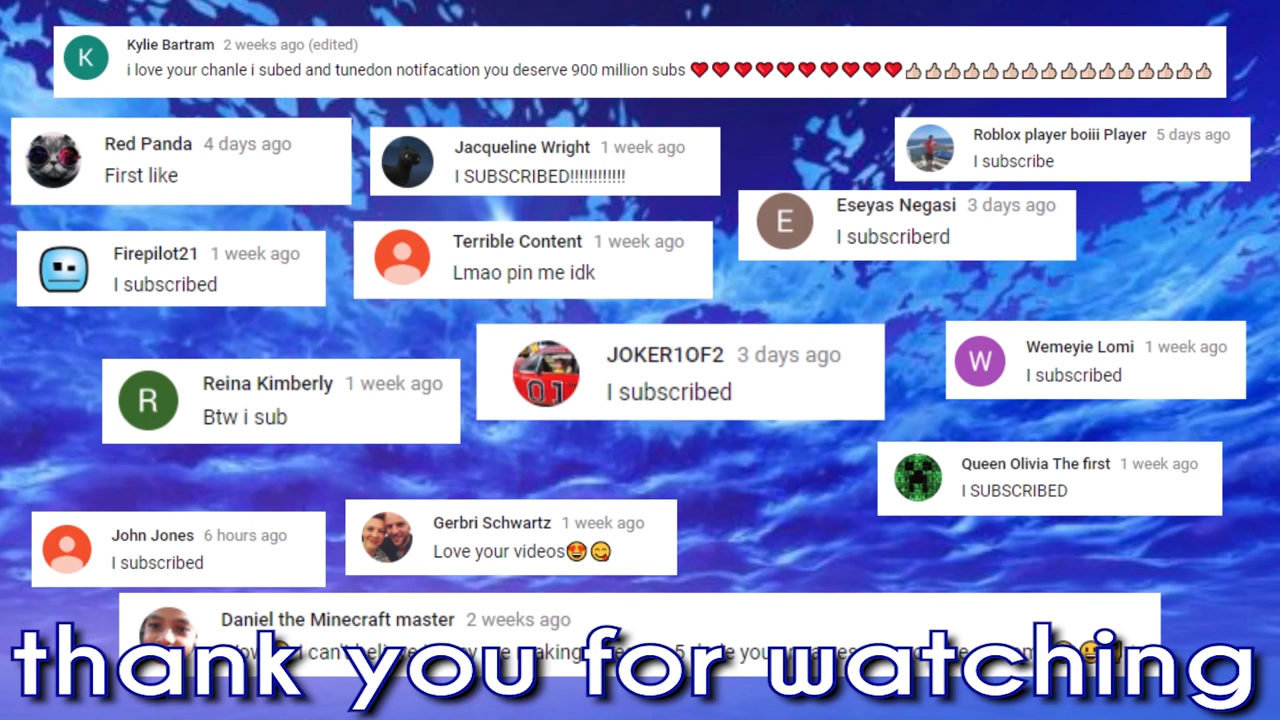 K
Kylie Bartram 2 weeks ago (edited)
i love your chanle i subed and tunedon notifacation you deserve 900 million subs ❤❤❤❤❤❤❤❤❤❤👍🏻👍🏻👍🏻👍🏻👍🏻👍🏻👍🏻👍🏻👍🏻👍🏻👍🏻👍🏻👍🏻👍🏻👍🏻👍🏻
Red Panda 4 days ago
First like
Jacqueline Wright 1 week ago
I SUBSCRIBED!!!!!!!!!!!!!
Roblox player boiii Player 5 days ago
I subscribe
E
Eseyas Negasi 3 days ago
I subscriberd
Firepilot21 1 week ago
I subscribed
Terrible Content 1 week ago
Lmao pin me idk
R
Reina Kimberly 1 week ago
Btw i sub
01
JOKER1OF2 3 days ago
I subscribed
W
Wemeyie Lomi 1 week ago
I subscribed
Queen Olivia The first 1 week ago
I SUBSCRIBED
John Jones 6 hours ago
I subscribed
Gerbri Schwartz 1 week ago
Love your videos😍😋
Daniel the Minecraft master 2 weeks ago
thank you for watching